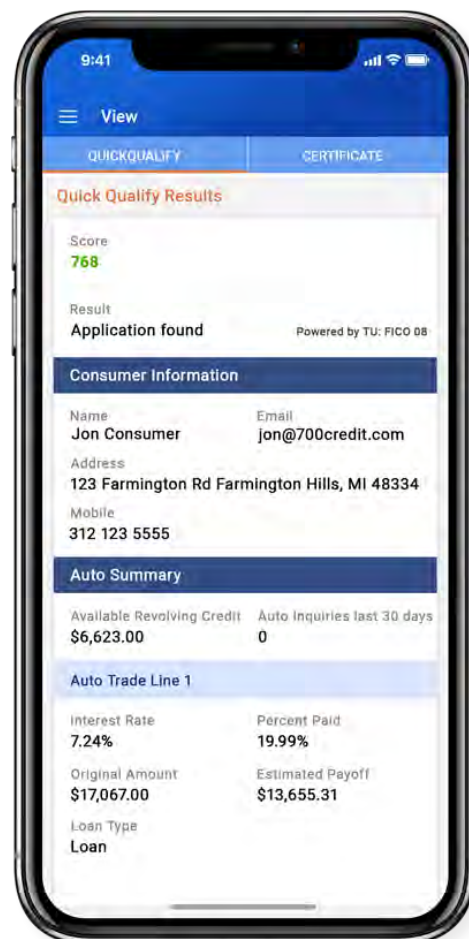 9:41
View
QUICKQUALIFY CERTIFICATE
Quick Qualify Results
Score
768
Result
Application found Powered by TU: FICO 08
Consumer Information
Name Email
Jon Consumer jon@700credit.com
Address
123 Farmington Rd Farmington Hills, MI 48334
Mobile
312 123 5555
Auto Summary
Available Revolving Credit Auto Inquiries last 30 days
$6,623.00 0
Auto Trade Line 1
Interest Rate Percent Paid
7.24% 19.99%
Original Amount Estimated Payoff
$17,067.00 $13,655.31
Loan Type
Loan